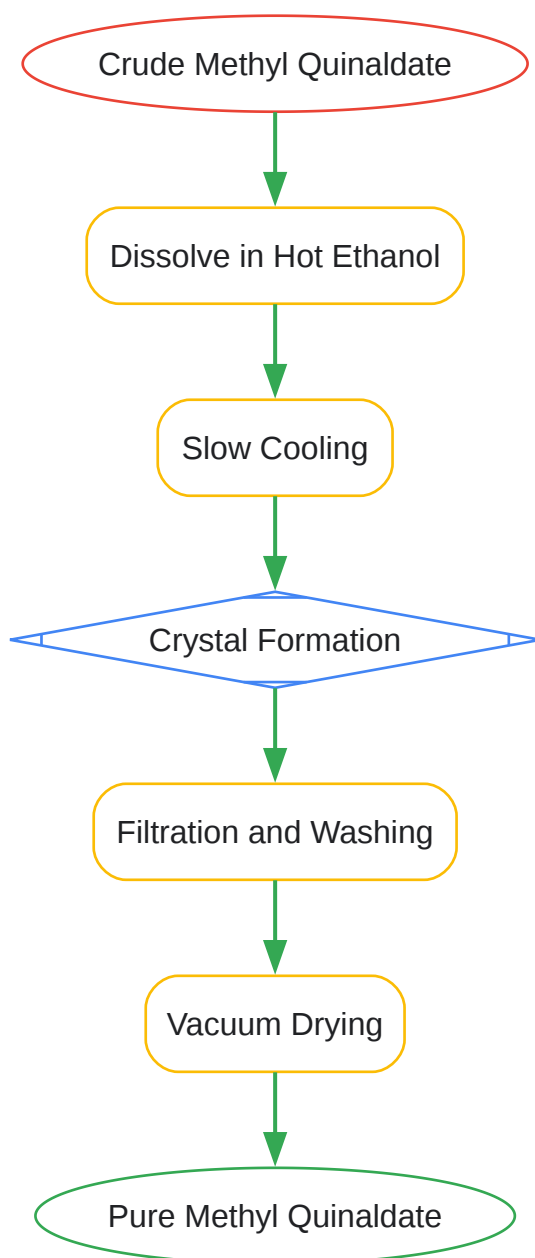 Crude Methyl Quinaldate
Dissolve in Hot Ethanol
Slow Cooling
Crystal Formation
Filtration and Washing
Vacuum Drying
Pure Methyl Quinaldate